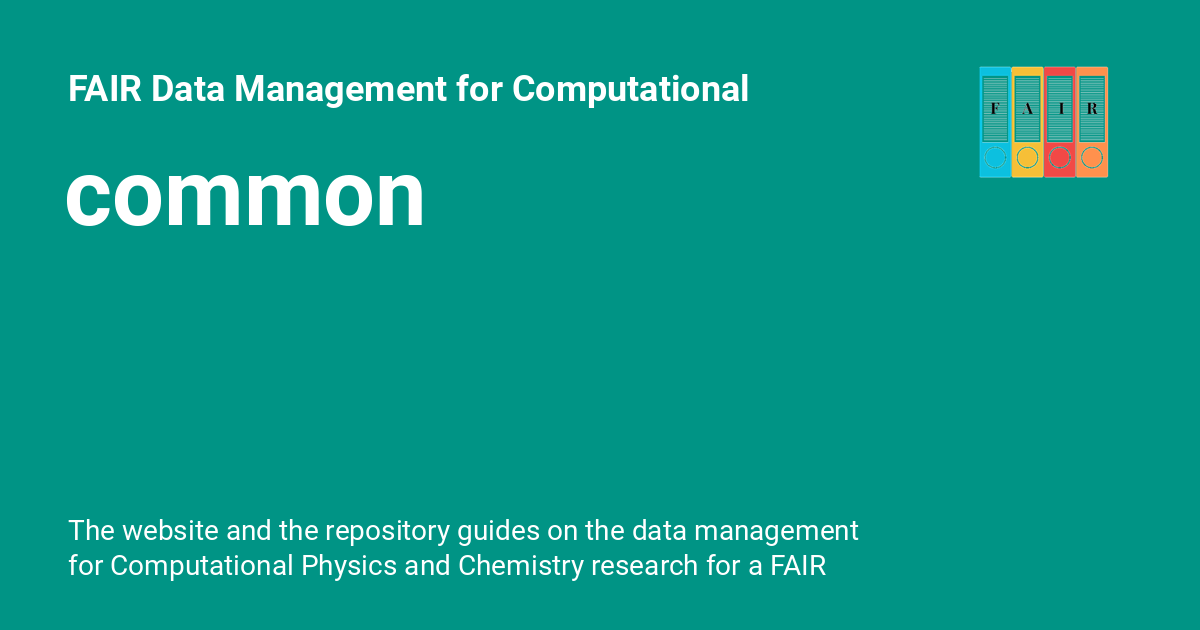 FAIR Data Management for Computational
F A I R
common
The website and the repository guides on the data management
for Computational Physics and Chemistry research for a FAIR